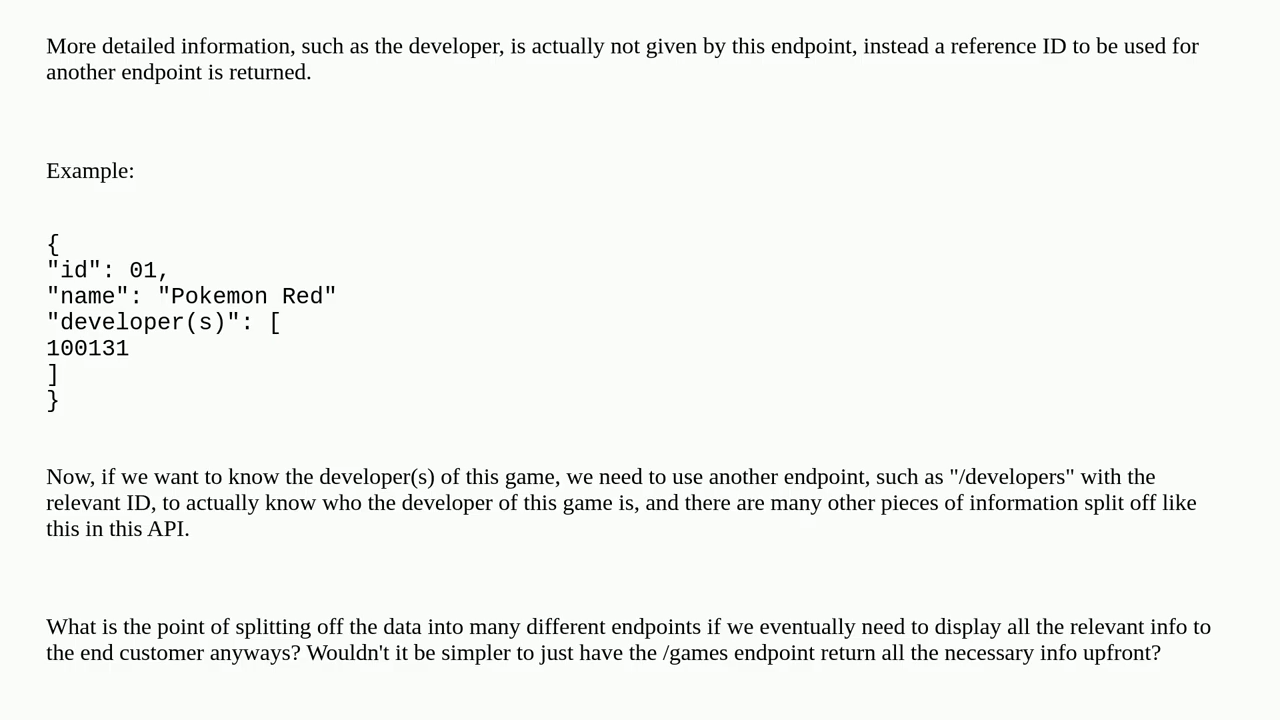 More detailed information, such as the developer, is actually not given by this endpoint, instead a reference ID to be used for
another endpoint is returned.
Example:
{
"id": 01,
"name": "Pokemon Red"
"developer(s)": [
100131
]
}
Now, if we want to know the developer(s) of this game, we need to use another endpoint, such as "/developers" with the
relevant ID, to actually know who the developer of this game is, and there are many other pieces of information split off like
this in this API.
What is the point of splitting off the data into many different endpoints if we eventually need to display all the relevant info to
the end customer anyways? Wouldn't it be simpler to just have the /games endpoint return all the necessary info upfront?